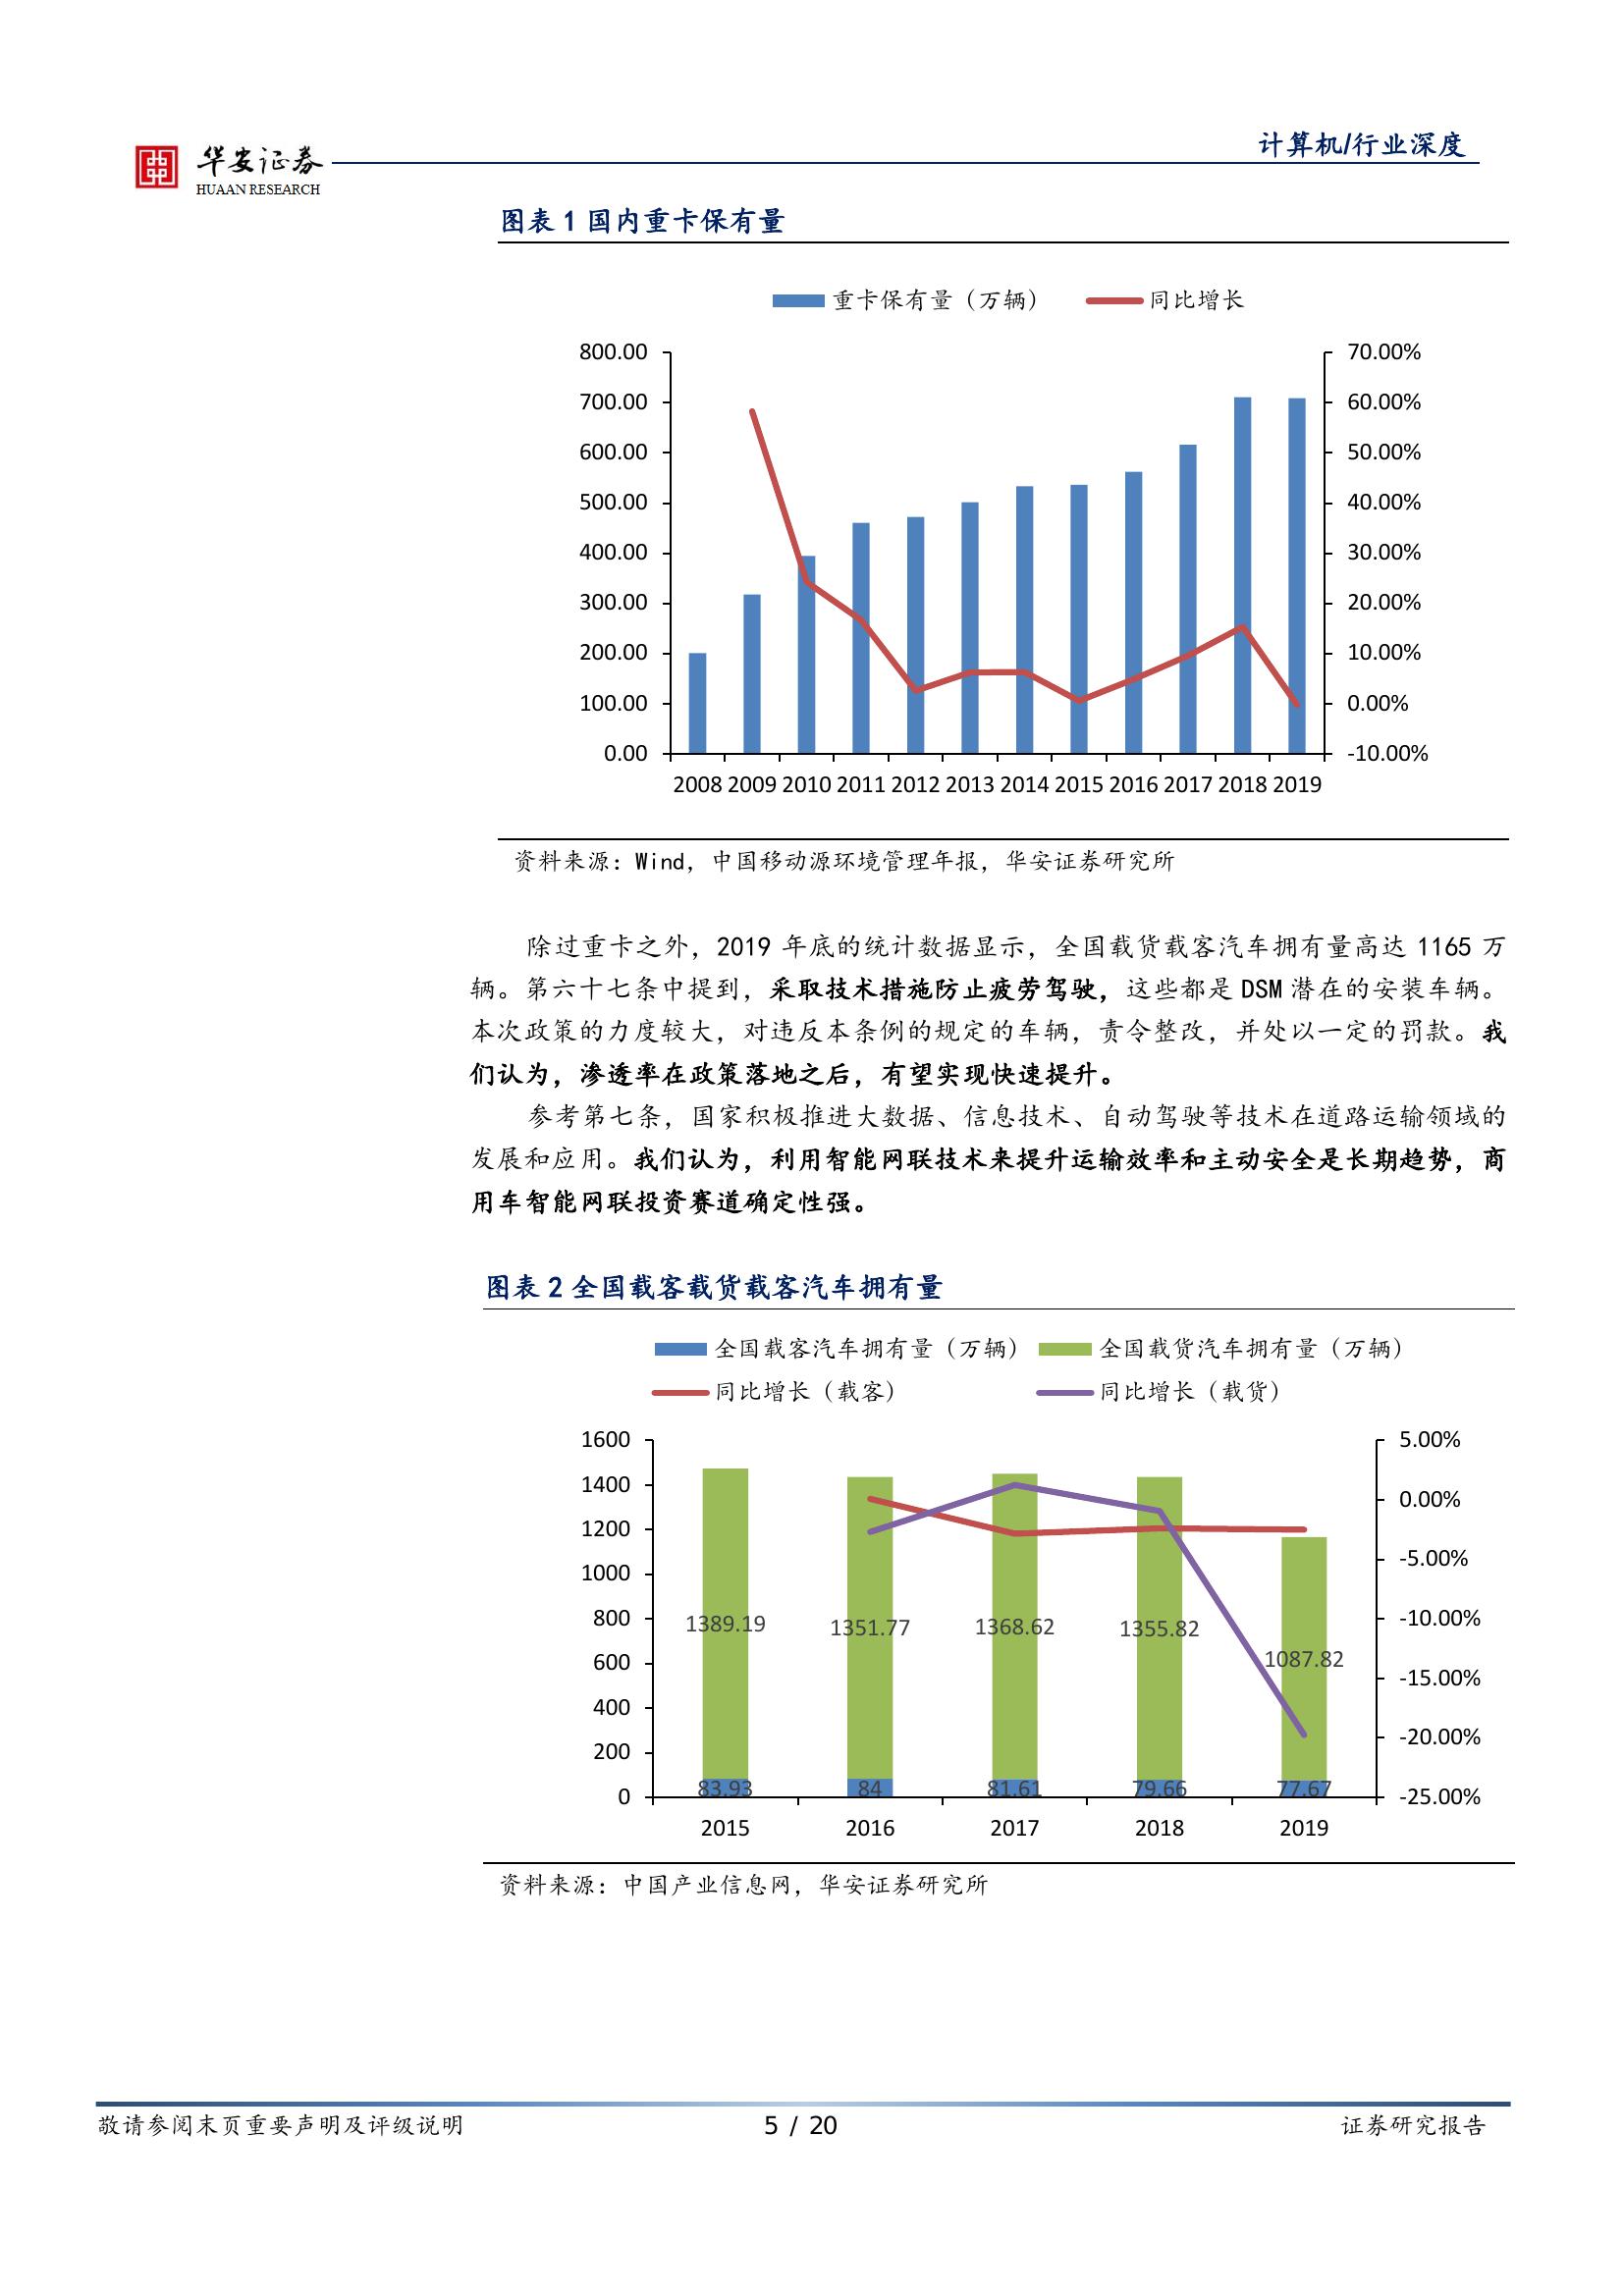 计算机/行业深度
华安证券
HUAAN RESEARCH
图表 1 国内重卡保有量
重卡保有量（万辆） 同比增长
800.00 70.00%
700.00 60.00%
600.00 50.00%
500.00 40.00%
400.00 30.00%
300.00 20.00%
200.00 10.00%
100.00 0.00%
0.00 -10.00%
2008 2009 2010 2011 2012 2013 2014 2015 2016 2017 2018 2019
资料来源：Wind，中国移动源环境管理年报，华安证券研究所
除过重卡之外，2019 年底的统计数据显示，全国载货载客汽车拥有量高达 1165 万
辆。第六十七条中提到，采取技术措施防止疲劳驾驶，这些都是 DSM 潜在的安装车辆。
本次政策的力度较大，对违反本条例的规定的车辆，责令整改，并处以一定的罚款。我
们认为，渗透率在政策落地之后，有望实现快速提升。
参考第七条，国家积极推进大数据、信息技术、自动驾驶等技术在道路运输领域的
发展和应用。我们认为，利用智能网联技术来提升运输效率和主动安全是长期趋势，商
用车智能网联投资赛道确定性强。
图表 2 全国载客载货载客汽车拥有量
全国载客汽车拥有量（万辆） 全国载货汽车拥有量（万辆）
同比增长（载客） 同比增长（载货）
1600 5.00%
1400 0.00%
1200
1000 -5.00%
800 1389.19 1351.77 1368.62 1355.82 -10.00%
600 1087.82 -15.00%
400 -20.00%
200
0 83.93 84 81.61 79.66 77.67 -25.00%
2015 2016 2017 2018 2019
资料来源：中国产业信息网，华安证券研究所
敬请参阅末页重要声明及评级说明 5 / 20 证券研究报告